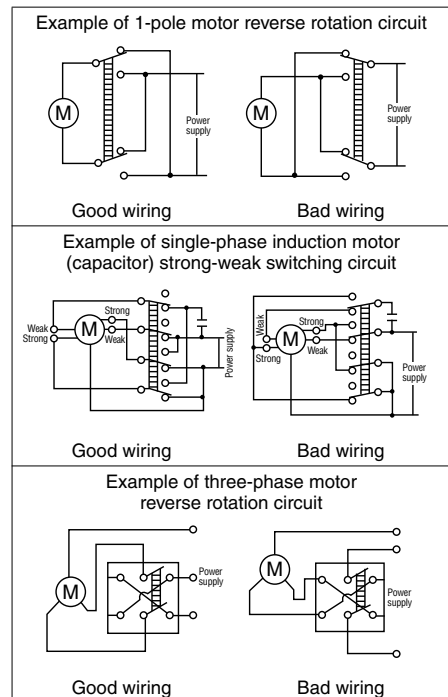 Example of 1-pole motor reverse rotation circuit
M
Power
supply
M
Power
supply
Good wiring
Bad wiring
Example of single-phase induction motor
(capacitor) strong-weak switching circuit
Weak
Strong
M
Strong
Weak
Power supply
Weak
Strong
M
Strong
Weak
Power
supply
Good wiring
Bad wiring
Example of three-phase motor
reverse rotation circuit
M
Power
supply
M
Power
supply
Good wiring
Bad wiring